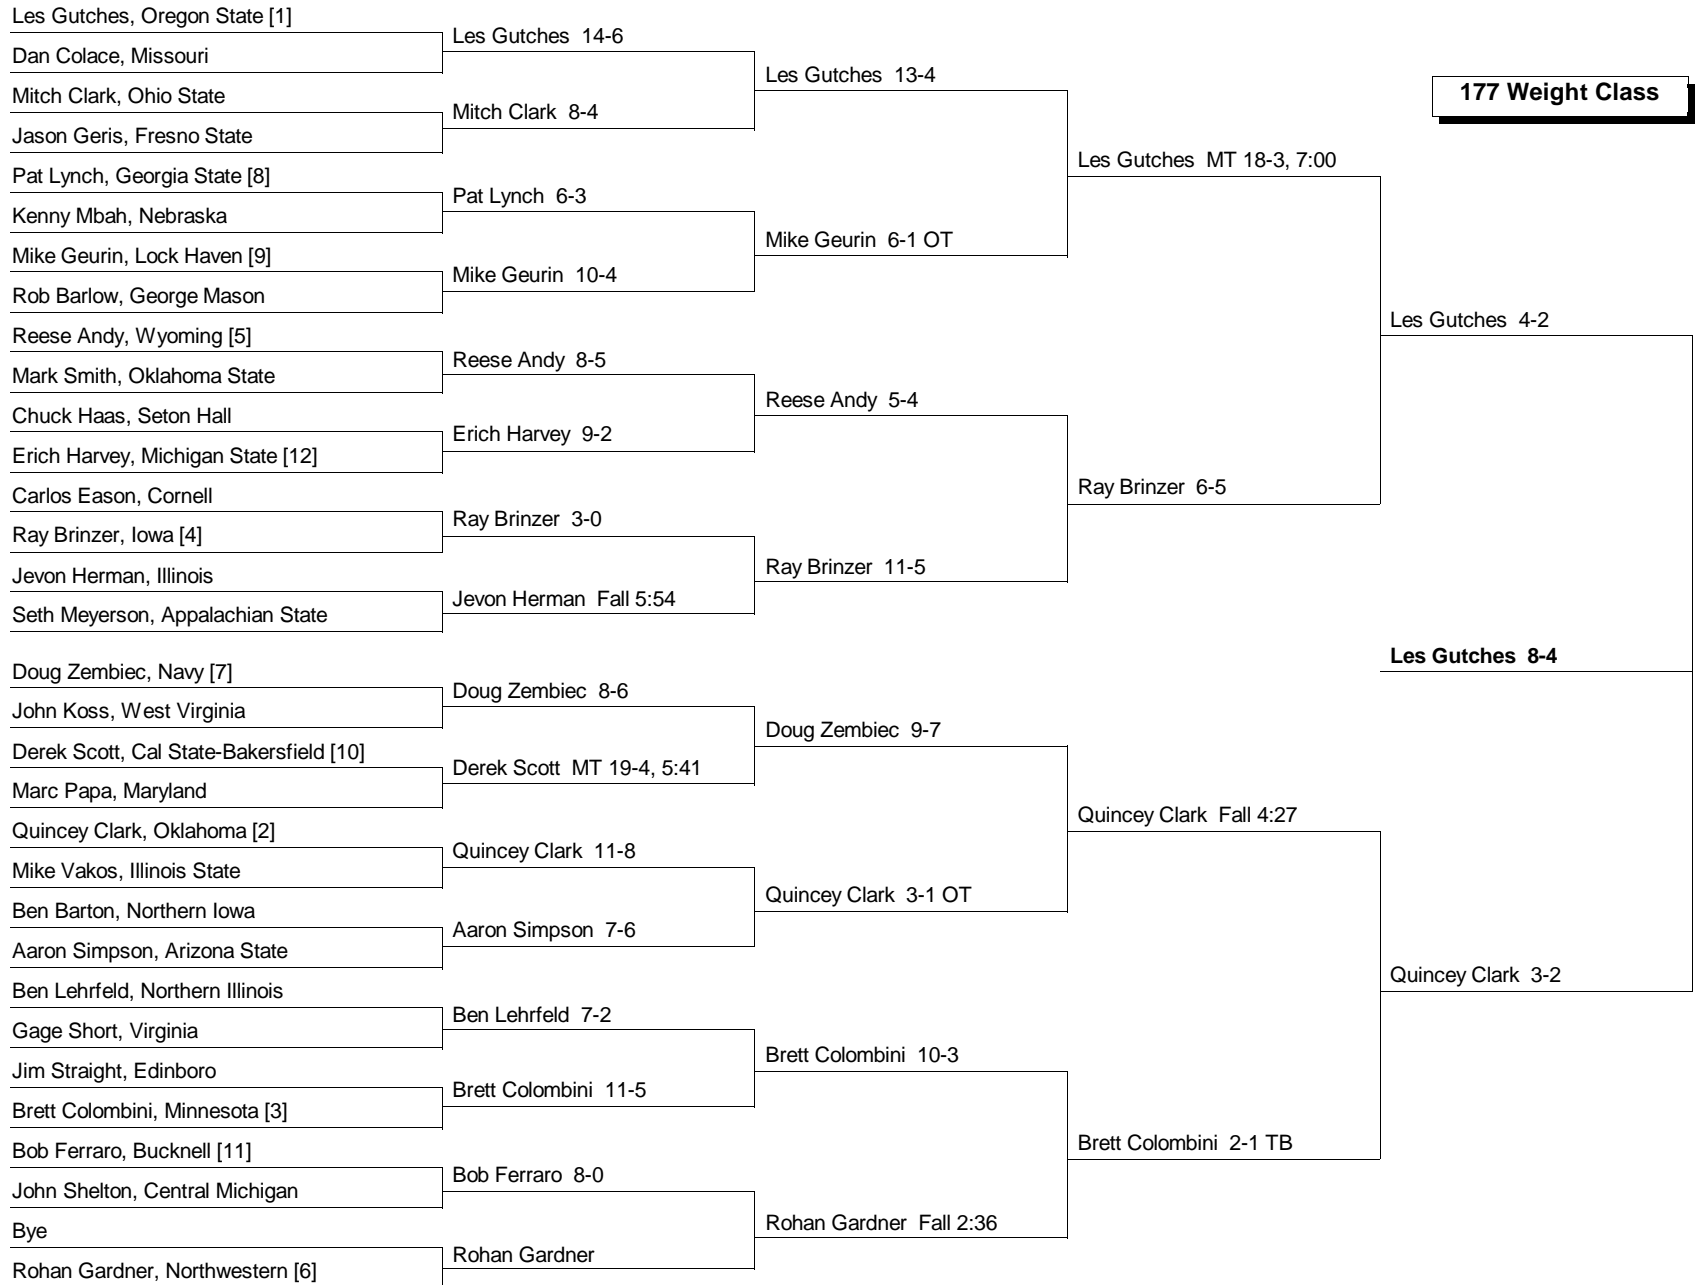 Les Gutches, Oregon State [1]
Dan Colace, Missouri
Mitch Clark, Ohio State
Jason Geris, Fresno State
Pat Lynch, Georgia State [8]
Kenny Mbah, Nebraska
Mike Geurin, Lock Haven [9]
Rob Barlow, George Mason
Reese Andy, Wyoming [5]
Mark Smith, Oklahoma State
Chuck Haas, Seton Hall
Erich Harvey, Michigan State [12]
Carlos Eason, Cornell
Ray Brinzer, Iowa [4]
Jevon Herman, Illinois
Seth Meyerson, Appalachian State
Doug Zembiec, Navy [7]
John Koss, West Virginia
Derek Scott, Cal State-Bakersfield [10]
Marc Papa, Maryland
Quincey Clark, Oklahoma [2]
Mike Vakos, Illinois State
Ben Barton, Northern Iowa
Aaron Simpson, Arizona State
Ben Lehrfeld, Northern Illinois
Gage Short, Virginia
Jim Straight, Edinboro
Brett Colombini, Minnesota [3]
Bob Ferraro, Bucknell [11]
John Shelton, Central Michigan
Bye
Rohan Gardner, Northwestern [6]
Les Gutches 14-6
Mitch Clark 8-4
Pat Lynch 6-3
Mike Geurin 10-4
Reese Andy 8-5
Erich Harvey 9-2
Ray Brinzer 3-0
Jevon Herman Fall 5:54
Doug Zembiec 8-6
Derek Scott MT 19-4, 5:41
Quincey Clark 11-8
Aaron Simpson 7-6
Ben Lehrfeld 7-2
Brett Colombini 11-5
Bob Ferraro 8-0
Rohan Gardner
Les Gutches 13-4
Mike Geurin 6-1 OT
Reese Andy 5-4
Ray Brinzer 11-5
Doug Zembiec 9-7
Quincey Clark 3-1 OT
Brett Colombini 10-3
Rohan Gardner Fall 2:36
Les Gutches MT 18-3, 7:00
Ray Brinzer 6-5
Quincey Clark Fall 4:27
Brett Colombini 2-1 TB
177 Weight Class
Les Gutches 4-2
Les Gutches 8-4
Quincey Clark 3-2